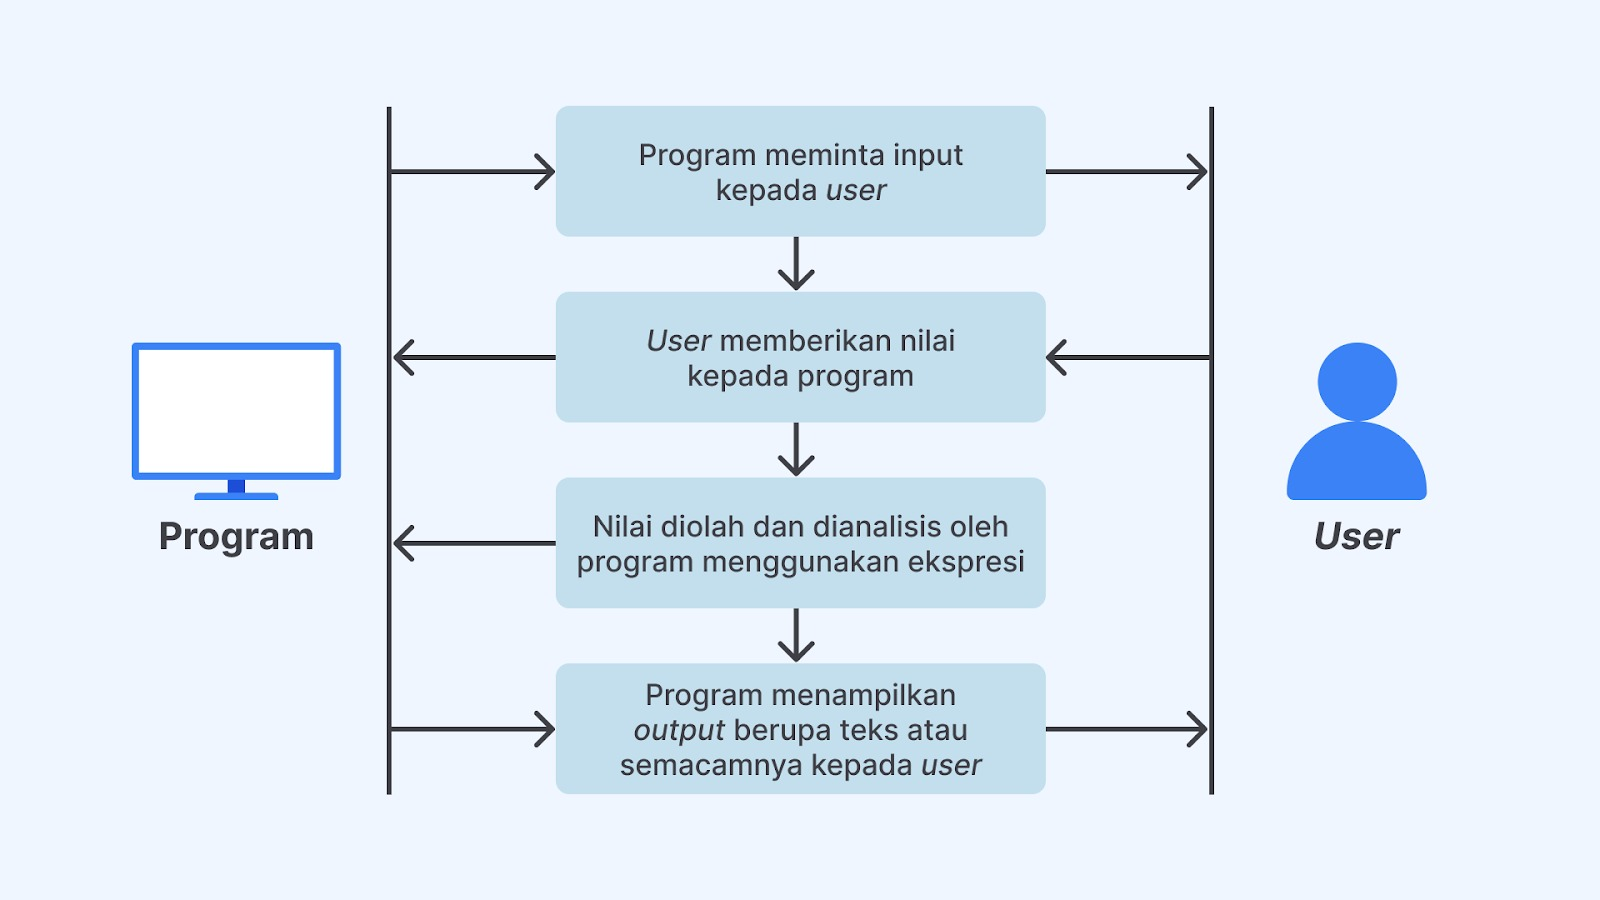 Program meminta input
kepada user
User memberikan nilai
kepada program
Nilai diolah dan dianalisis oleh
program menggunakan ekspresi
Program menampilkan
output berupa teks atau
semacamnya kepada user
Program
User